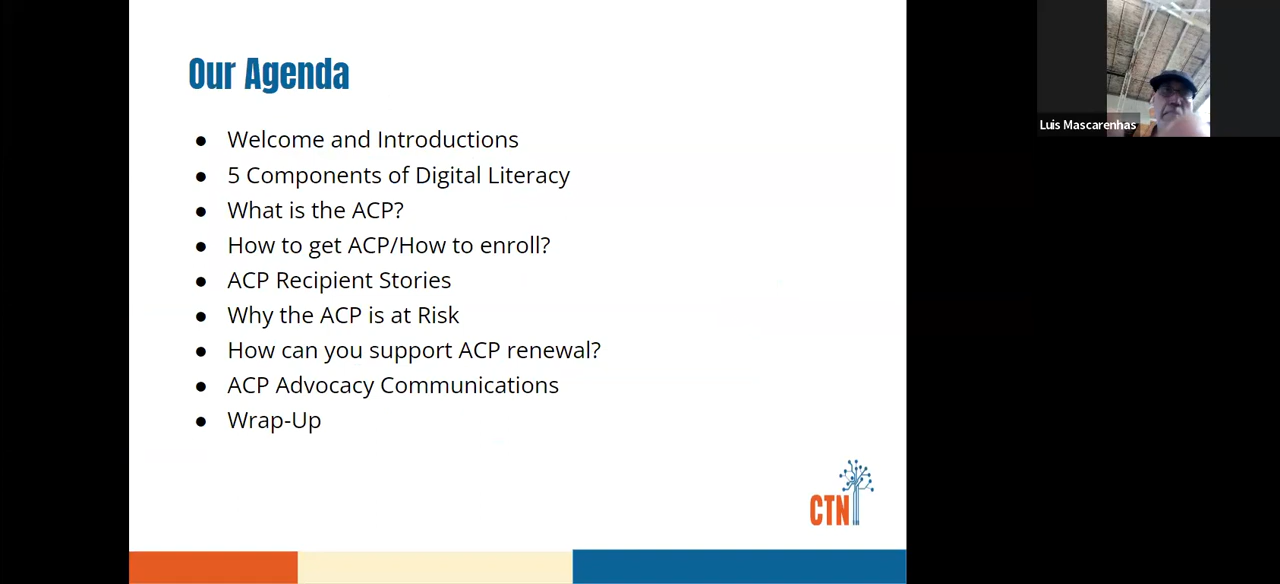 Our Agenda
● Welcome and Introductions
● 5 Components of Digital Literacy
● What is the ACP?
● How to get ACP/How to enroll?
● ACP Recipient Stories
● Why the ACP is at Risk
● How can you support ACP renewal?
● ACP Advocacy Communications
● Wrap-Up
CTN
Luis Mascarenhas